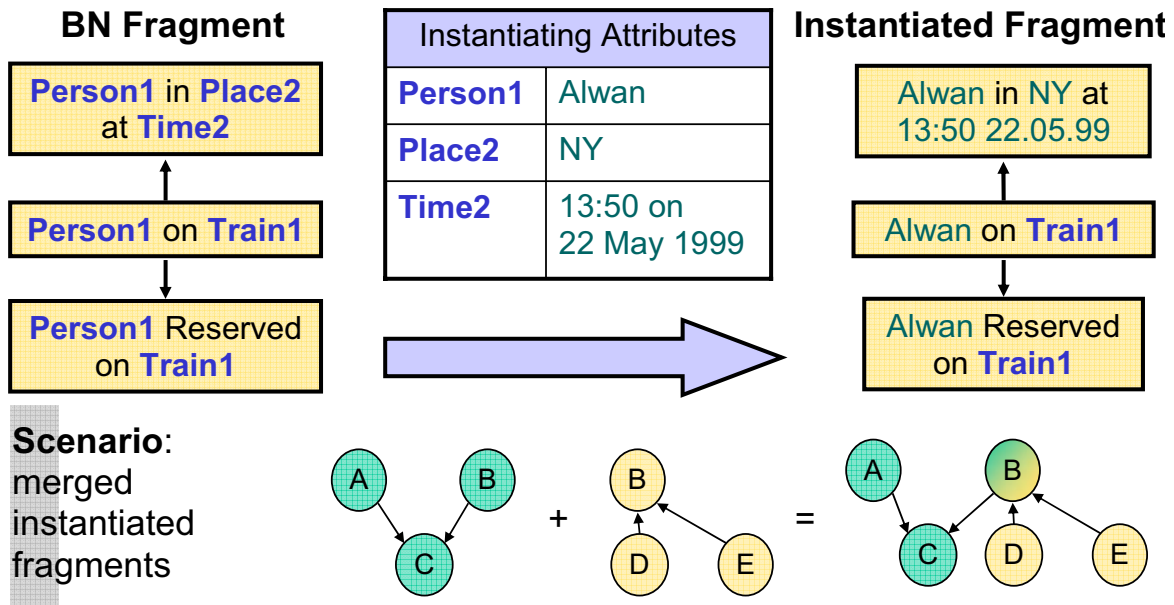 BN Fragment
Person1 in Place2
at Time2
Person1 on Train1
Person1 Reserved
on Train1
Instantiating Attributes
Person1 Alwan
Place2 NY
Time2 13:50 on
22 May 1999
Instantiated Fragment
Alwan in NY at
13:50 22.05.99
Alwan on Train1
Alwan Reserved
on Train1
Scenario:
merged
instantiated
fragments
A B
C
+
B
D E
=
A B
C D E